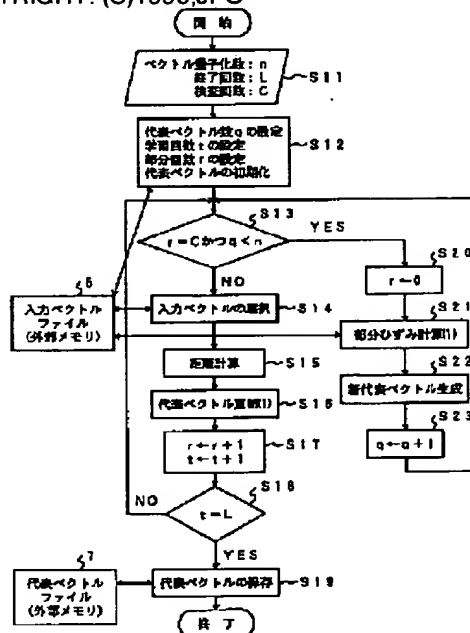 開 始
ベクトル量子化数:n
終了回数:L
検証回数:C
S11
代表ベクトル数qの設定
学習回数tの設定
部分回数rの設定
代表ベクトルの初期化
S12
S13
r=Cかつq<n
YES
NO
S20
r←0
6
入力ベクトル
ファイル
(外部メモリ)
入力ベクトルの選択
S14
S21
部分ひずみ計算(1)
距離計算
S15
S22
新代表ベクトル生成
代表ベクトル更新(1)
S16
S23
q←q+1
r←r+1
t←t+1
S17
S18
NO
t=L
YES
7
代表ベクトル
ファイル
(外部メモリ)
代表ベクトルの保存
S19
終 了